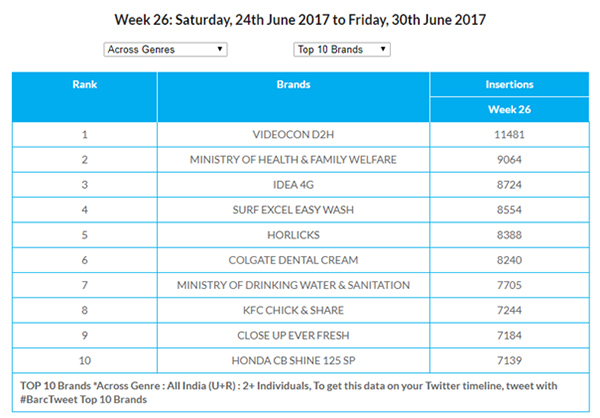 Week 26: Saturday, 24th June 2017 to Friday, 30th June 2017
Across Genres Top 10 Brands
Rank Brands Insertions
Week 26
1 VIDEOCON D2H 11481
2 MINISTRY OF HEALTH & FAMILY WELFARE 9064
3 IDEA 4G 8724
4 SURF EXCEL EASY WASH 8554
5 HORLICKS 8388
6 COLGATE DENTAL CREAM 8240
7 MINISTRY OF DRINKING WATER & SANITATION 7705
8 KFC CHICK & SHARE 7244
9 CLOSE UP EVER FRESH 7184
10 HONDA CB SHINE 125 SP 7139
TOP 10 Brands *Across Genre : All India (U+R) : 2+ Individuals, To get this data on your Twitter timeline, tweet with
#BarcTweet Top 10 Brands